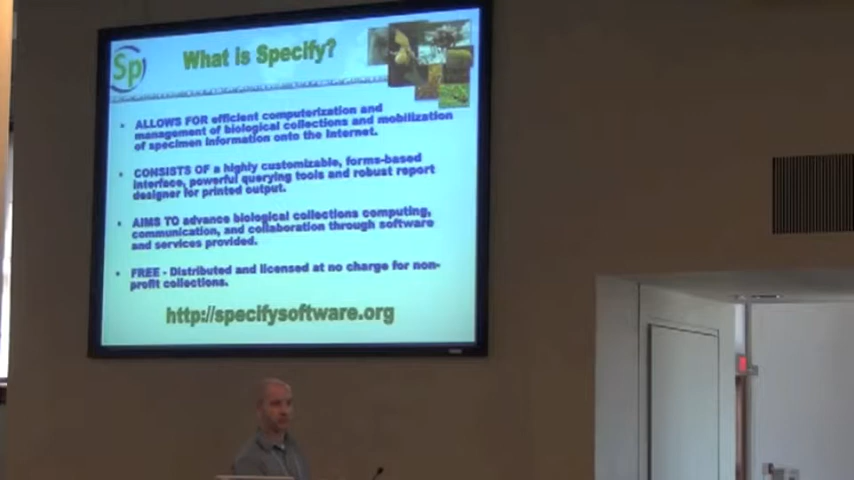 Sp
What is Specify?
• ALLOWS FOR efficient computerization and
management of biological collections and mobilization
of specimen information onto the Internet.
• CONSISTS OF a highly customizable, forms-based
interface, powerful querying tools and robust report
designer for printed output.
• AIMS TO advance biological collections computing,
communication, and collaboration through software
and services provided.
• FREE - Distributed and licensed at no charge for non-
profit collections.
http://specifysoftware.org